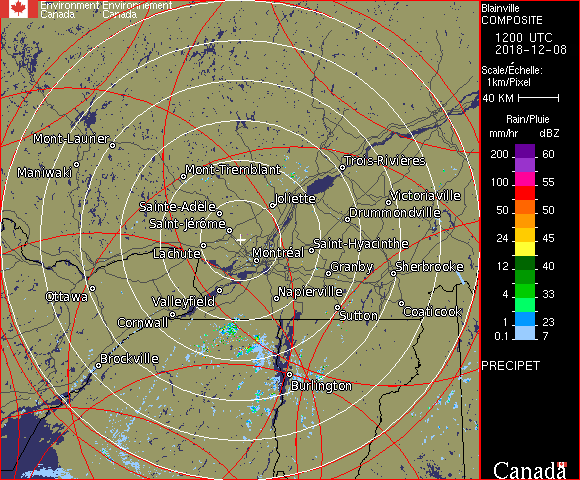 Environment Environnement
Canada Canada
Blainville
COMPOSITE
1200 UTC
2018-12-08
Scale/Échelle:
1km/Pixel
40 KM
Rain/Pluie
mm/hr dBZ
200 60
150 57
100 55
50 50
24 45
12 40
4 33
1 23
0.1 7
PRECIPET
Canada
Mont-Laurier
Maniwaki
Mont-Tremblant
Trois-Rivières
Joliette
Victoriaville
Sainte-Adèle
Drummondville
Saint-Jérôme
Saint-Hyacinthe
Lachute
Montréal
Granby
Sherbrooke
Ottawa
Valleyfield
Napierville
Cornwall
Sutton
Coaticook
Brockville
Burlington